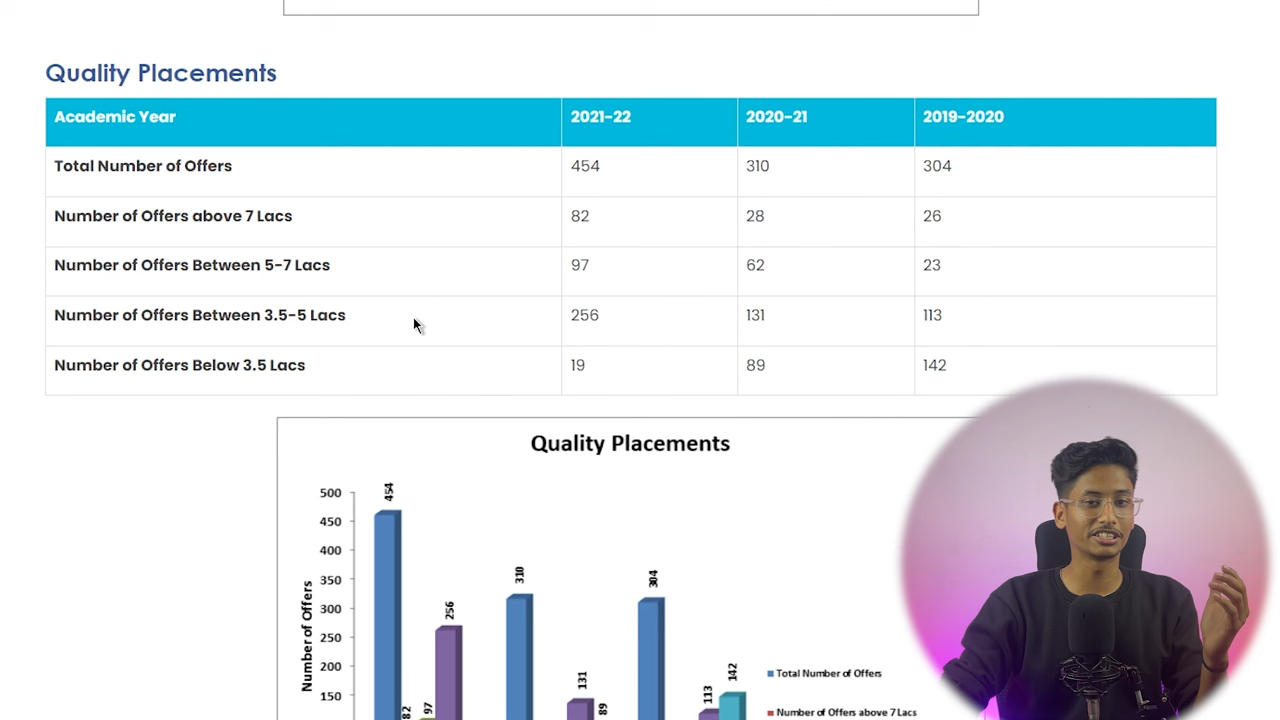 Quality Placements
Academic Year 2021-22 2020-21 2019-2020
Total Number of Offers 454 310 304
Number of Offers above 7 Lacs 82 28 26
Number of Offers Between 5-7 Lacs 97 62 23
Number of Offers Between 3.5-5 Lacs 256 131 113
Number of Offers Below 3.5 Lacs 19 89 142
Quality Placements
Number of Offers
500
450
400
350
300
250
200
150
454
82
97
256
310
131
89
304
113
142
Total Number of Offers
Number of Offers above 7 Lacs